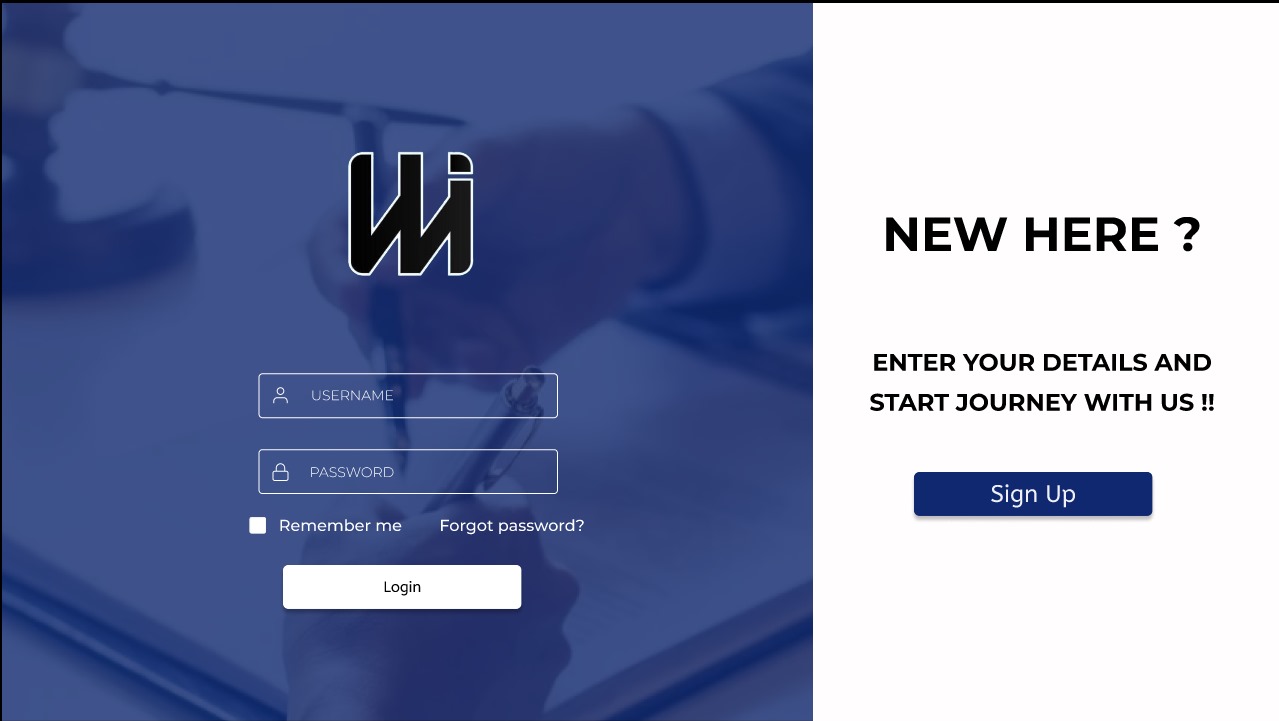 Wi
USERNAME
PASSWORD
Remember me
Forgot password?
Login
NEW HERE ?
ENTER YOUR DETAILS AND
START JOURNEY WITH US !!
Sign Up